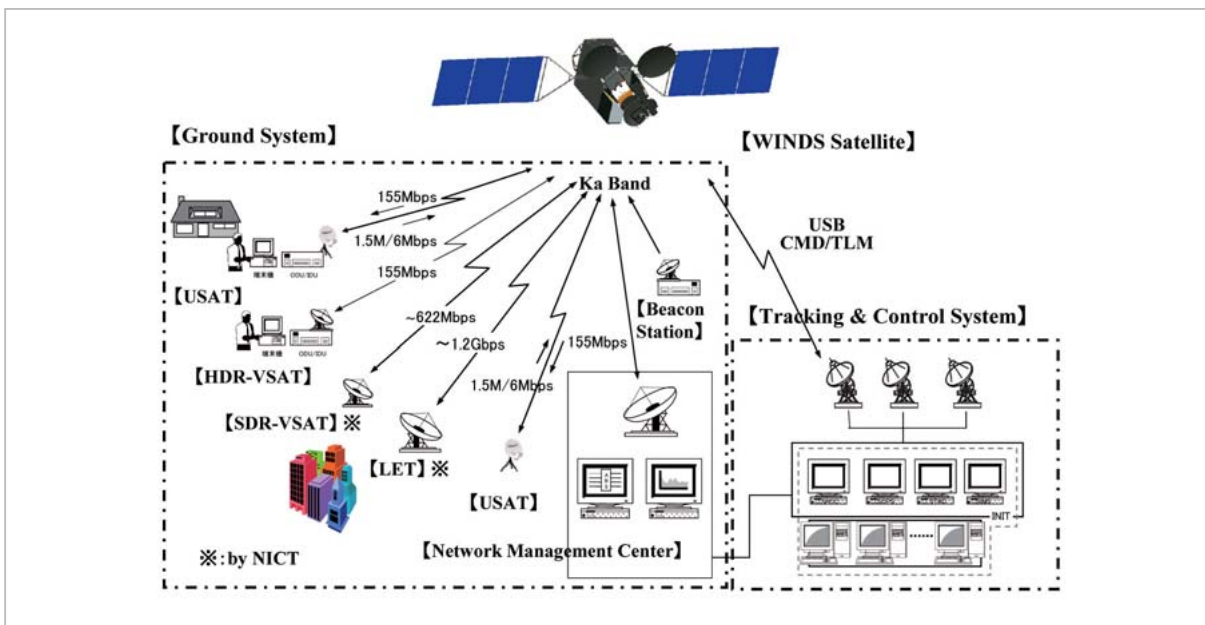 【Ground System】
【WINDS Satellite】
Ka Band
155Mbps
1.5M/6Mbps
端末機
ODU/IDU
【USAT】
155Mbps
端末機
ODU/IDU
【HDR-VSAT】
~622Mbps
【SDR-VSAT】※
~1.2Gbps
【LET】※
155Mbps
1.5M/6Mbps
【USAT】
【Beacon
Station】
【Network Management Center】
※:by NICT
USB
CMD/TLM
【Tracking & Control System】
INIT